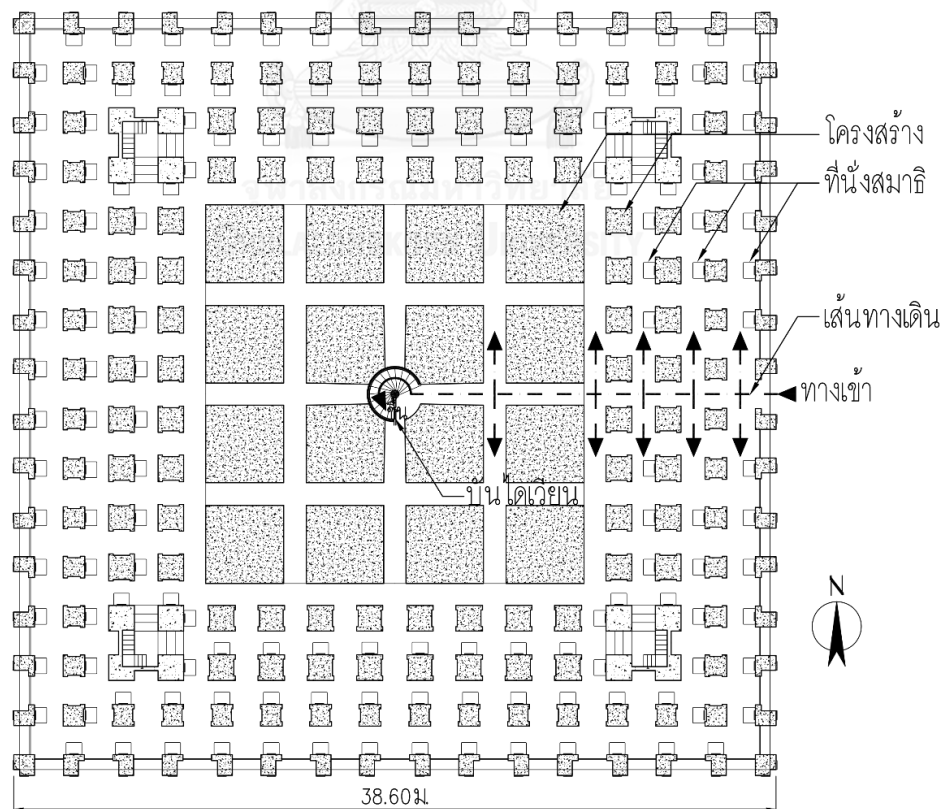 โครงสร้าง
ที่นั่งสมาธิ
เส้นทางเดิน
ทางเข้า
ขึ้น
บันไดเวียน
N
38.60ม.